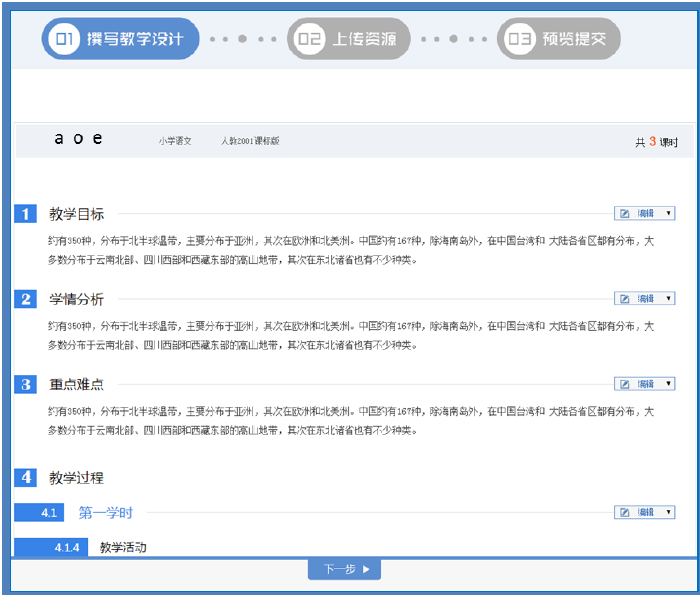 01 撰写教学设计 02 上传资源 03 预览提交
a o e 小学语文 人教2001课标版 共 3 课时
1 教学目标 编辑
约有350种，分布于北半球温带，主要分布于亚洲，其次在欧洲和北美洲。中国约有167种，除海南岛外，在中国台湾和 大陆各省区都有分布，大
多数分布于云南北部、四川西部和西藏东部的高山地带，其次在东北诸省也有不少种类。
2 学情分析 编辑
约有350种，分布于北半球温带，主要分布于亚洲，其次在欧洲和北美洲。中国约有167种，除海南岛外，在中国台湾和 大陆各省区都有分布，大
多数分布于云南北部、四川西部和西藏东部的高山地带，其次在东北诸省也有不少种类。
3 重点难点 编辑
约有350种，分布于北半球温带，主要分布于亚洲，其次在欧洲和北美洲。中国约有167种，除海南岛外，在中国台湾和 大陆各省区都有分布，大
多数分布于云南北部、四川西部和西藏东部的高山地带，其次在东北诸省也有不少种类。
4 教学过程
4.1 第一学时 编辑
4.1.4 教学活动
下一步